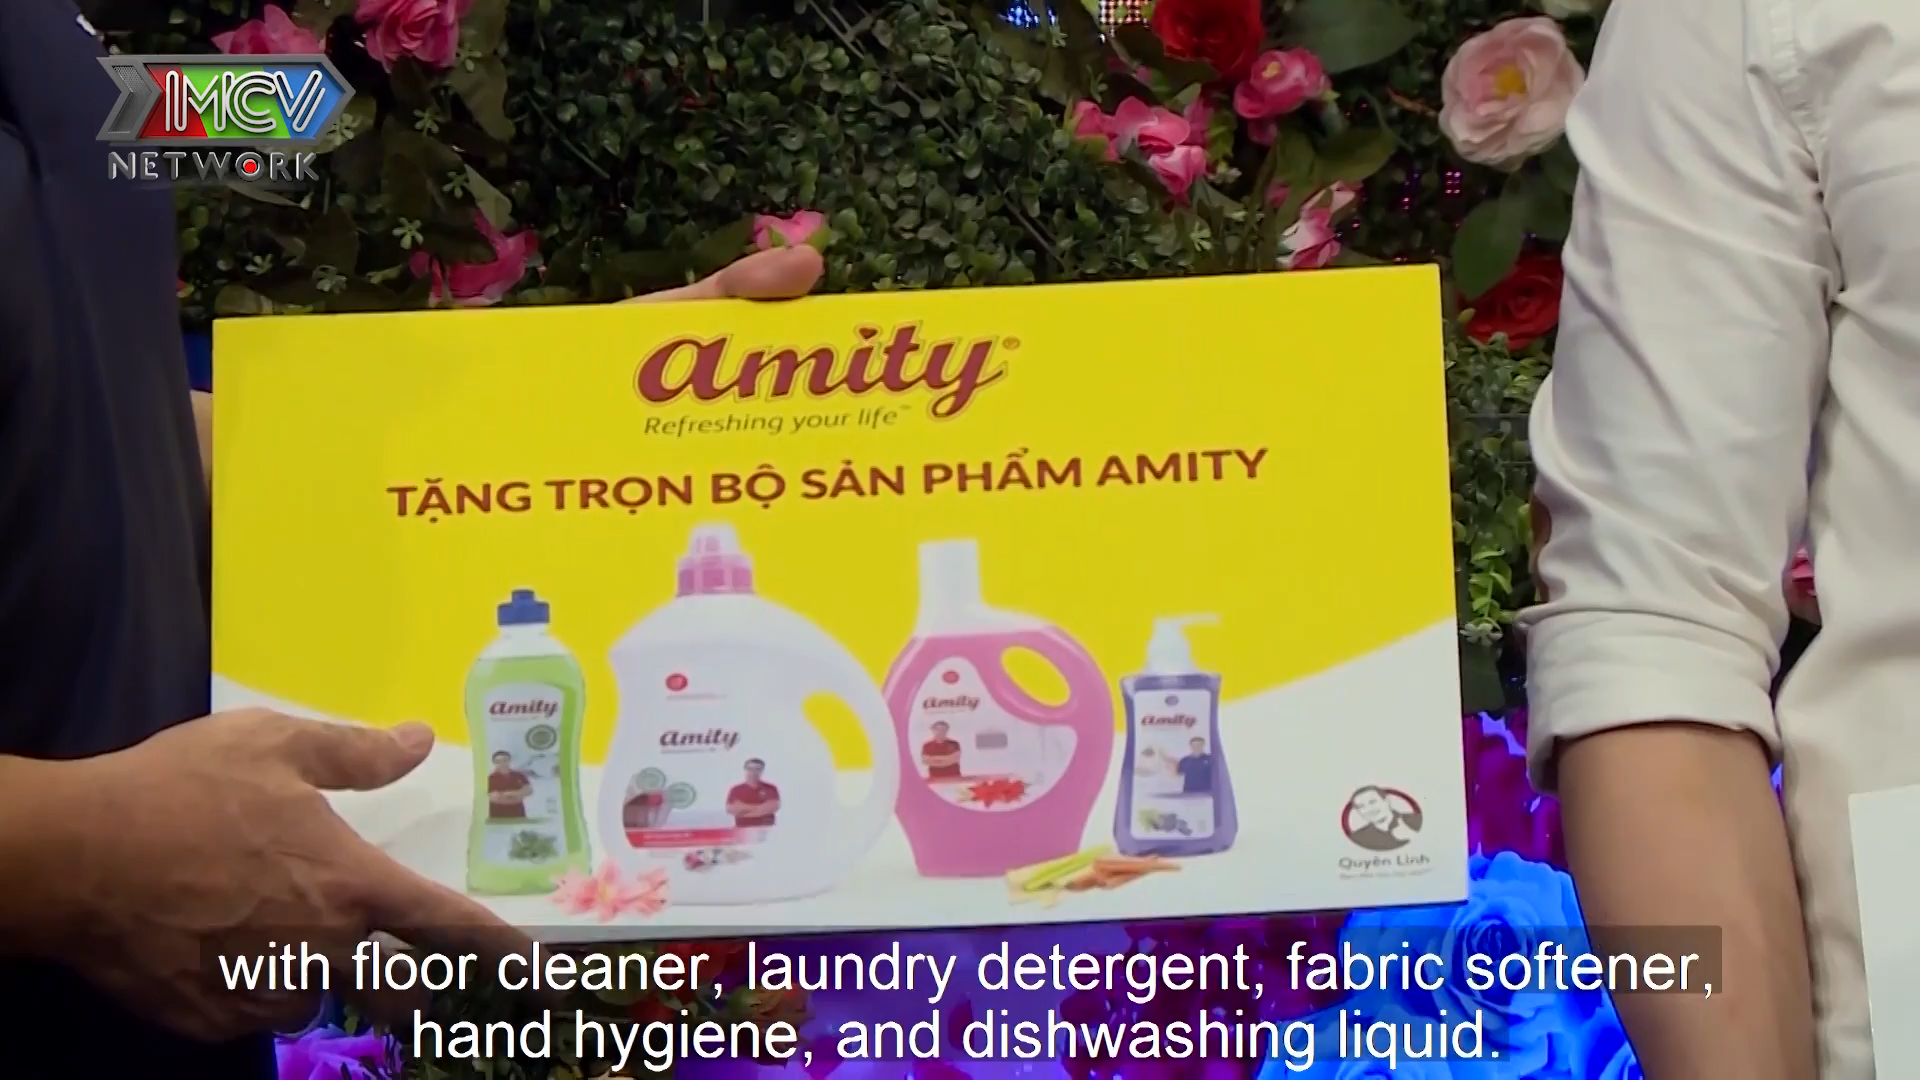 MCV
NETWORK
amity®
Refreshing your life™
TẶNG TRỌN BỘ SẢN PHẨM AMITY
amity
amity
amity
amity
Quyền Linh
with floor cleaner, laundry detergent, fabric softener,
hand hygiene, and dishwashing liquid.